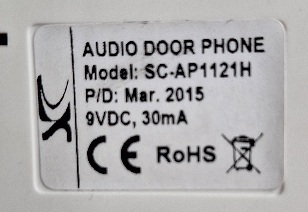 AUDIO DOOR PHONE
Model: SC-AP1121H
P/D: Mar. 2015
9VDC, 30mA
CE RoHS